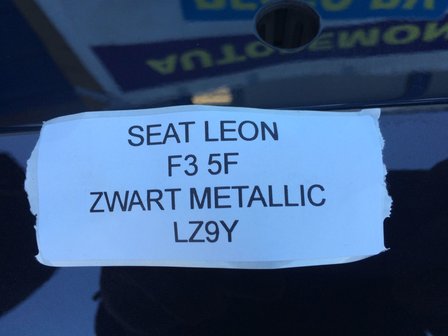 SEAT LEON
F3 5F
ZWART METALLIC
LZ9Y